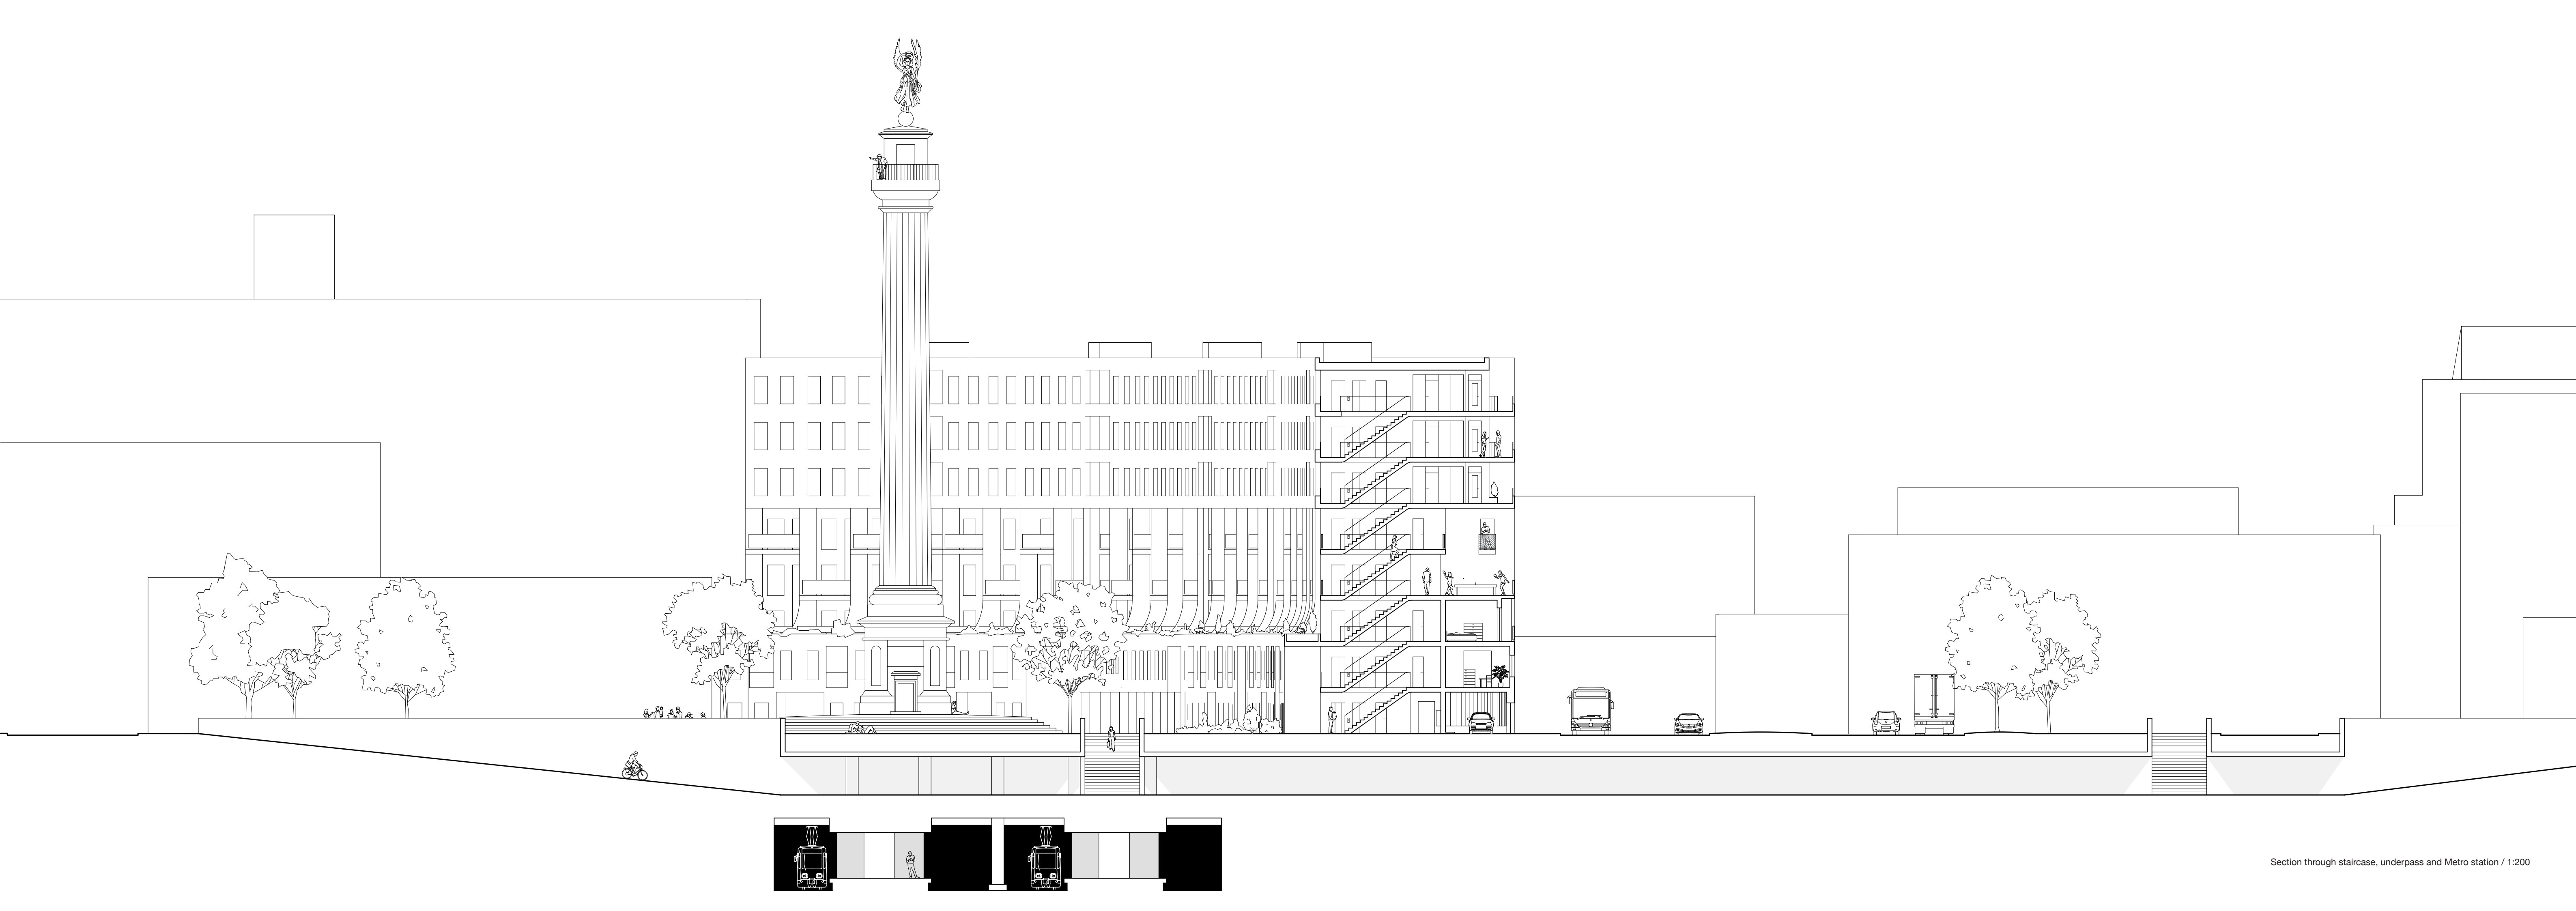 Section through staircase, underpass and Metro station / 1:200